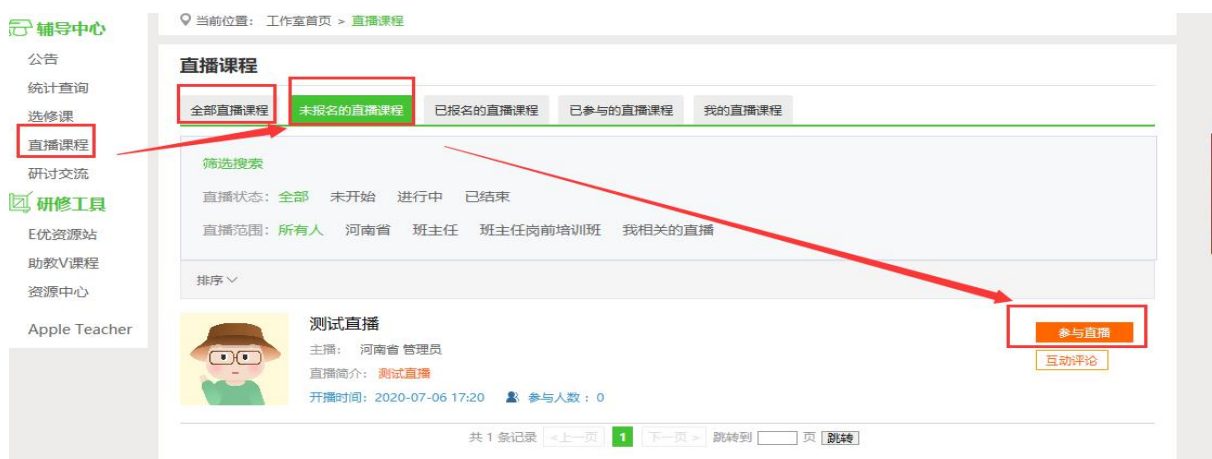 辅导中心
公告
统计查询
选修课
直播课程
研讨交流
研修工具
E优资源站
助教V课程
资源中心
Apple Teacher
当前位置： 工作室首页 > 直播课程
直播课程
全部直播课程 未报名的直播课程 已报名的直播课程 已参与的直播课程 我的直播课程
筛选搜索
直播状态：全部 未开始 进行中 已结束
直播范围：所有人 河南省 班主任 班主任岗前培训班 我相关的直播
排序
测试直播
主播： 河南省 管理员
直播简介： 测试直播
开播时间：2020-07-06 17:20 参与人数：0
参与直播
互动评论
共 1 条记录 <上一页 1 下一页> 跳转到 页 跳转